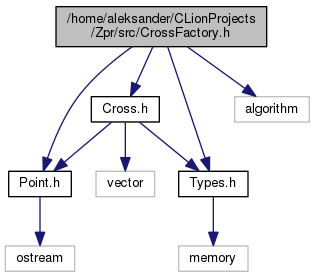 /home/aleksander/CLionProjects
/Zpr/src/CrossFactory.h
Cross.h
algorithm
Point.h
vector
Types.h
ostream
memory